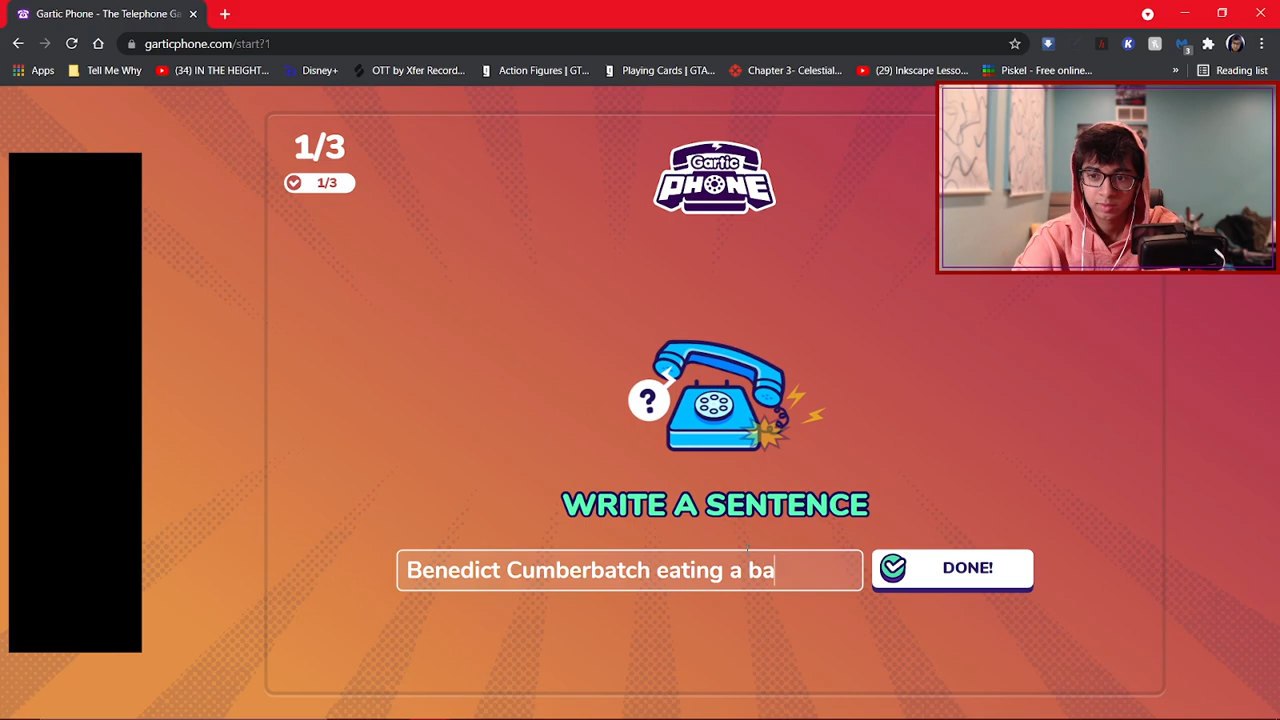 Gartic Phone - The Telephone Ga
garticphone.com/start?1
Apps
Tell Me Why
(34) IN THE HEIGHT...
Disney+
OTT by Xfer Record...
Action Figures | GT...
Playing Cards | GTA...
Chapter 3- Celestial...
(29) Inkscape Lesso...
Piskel - Free online...
»
Reading list
3
1/3
1/3
Gartic
PHONE
?
WRITE A SENTENCE
Benedict Cumberbatch eating a ba
DONE!